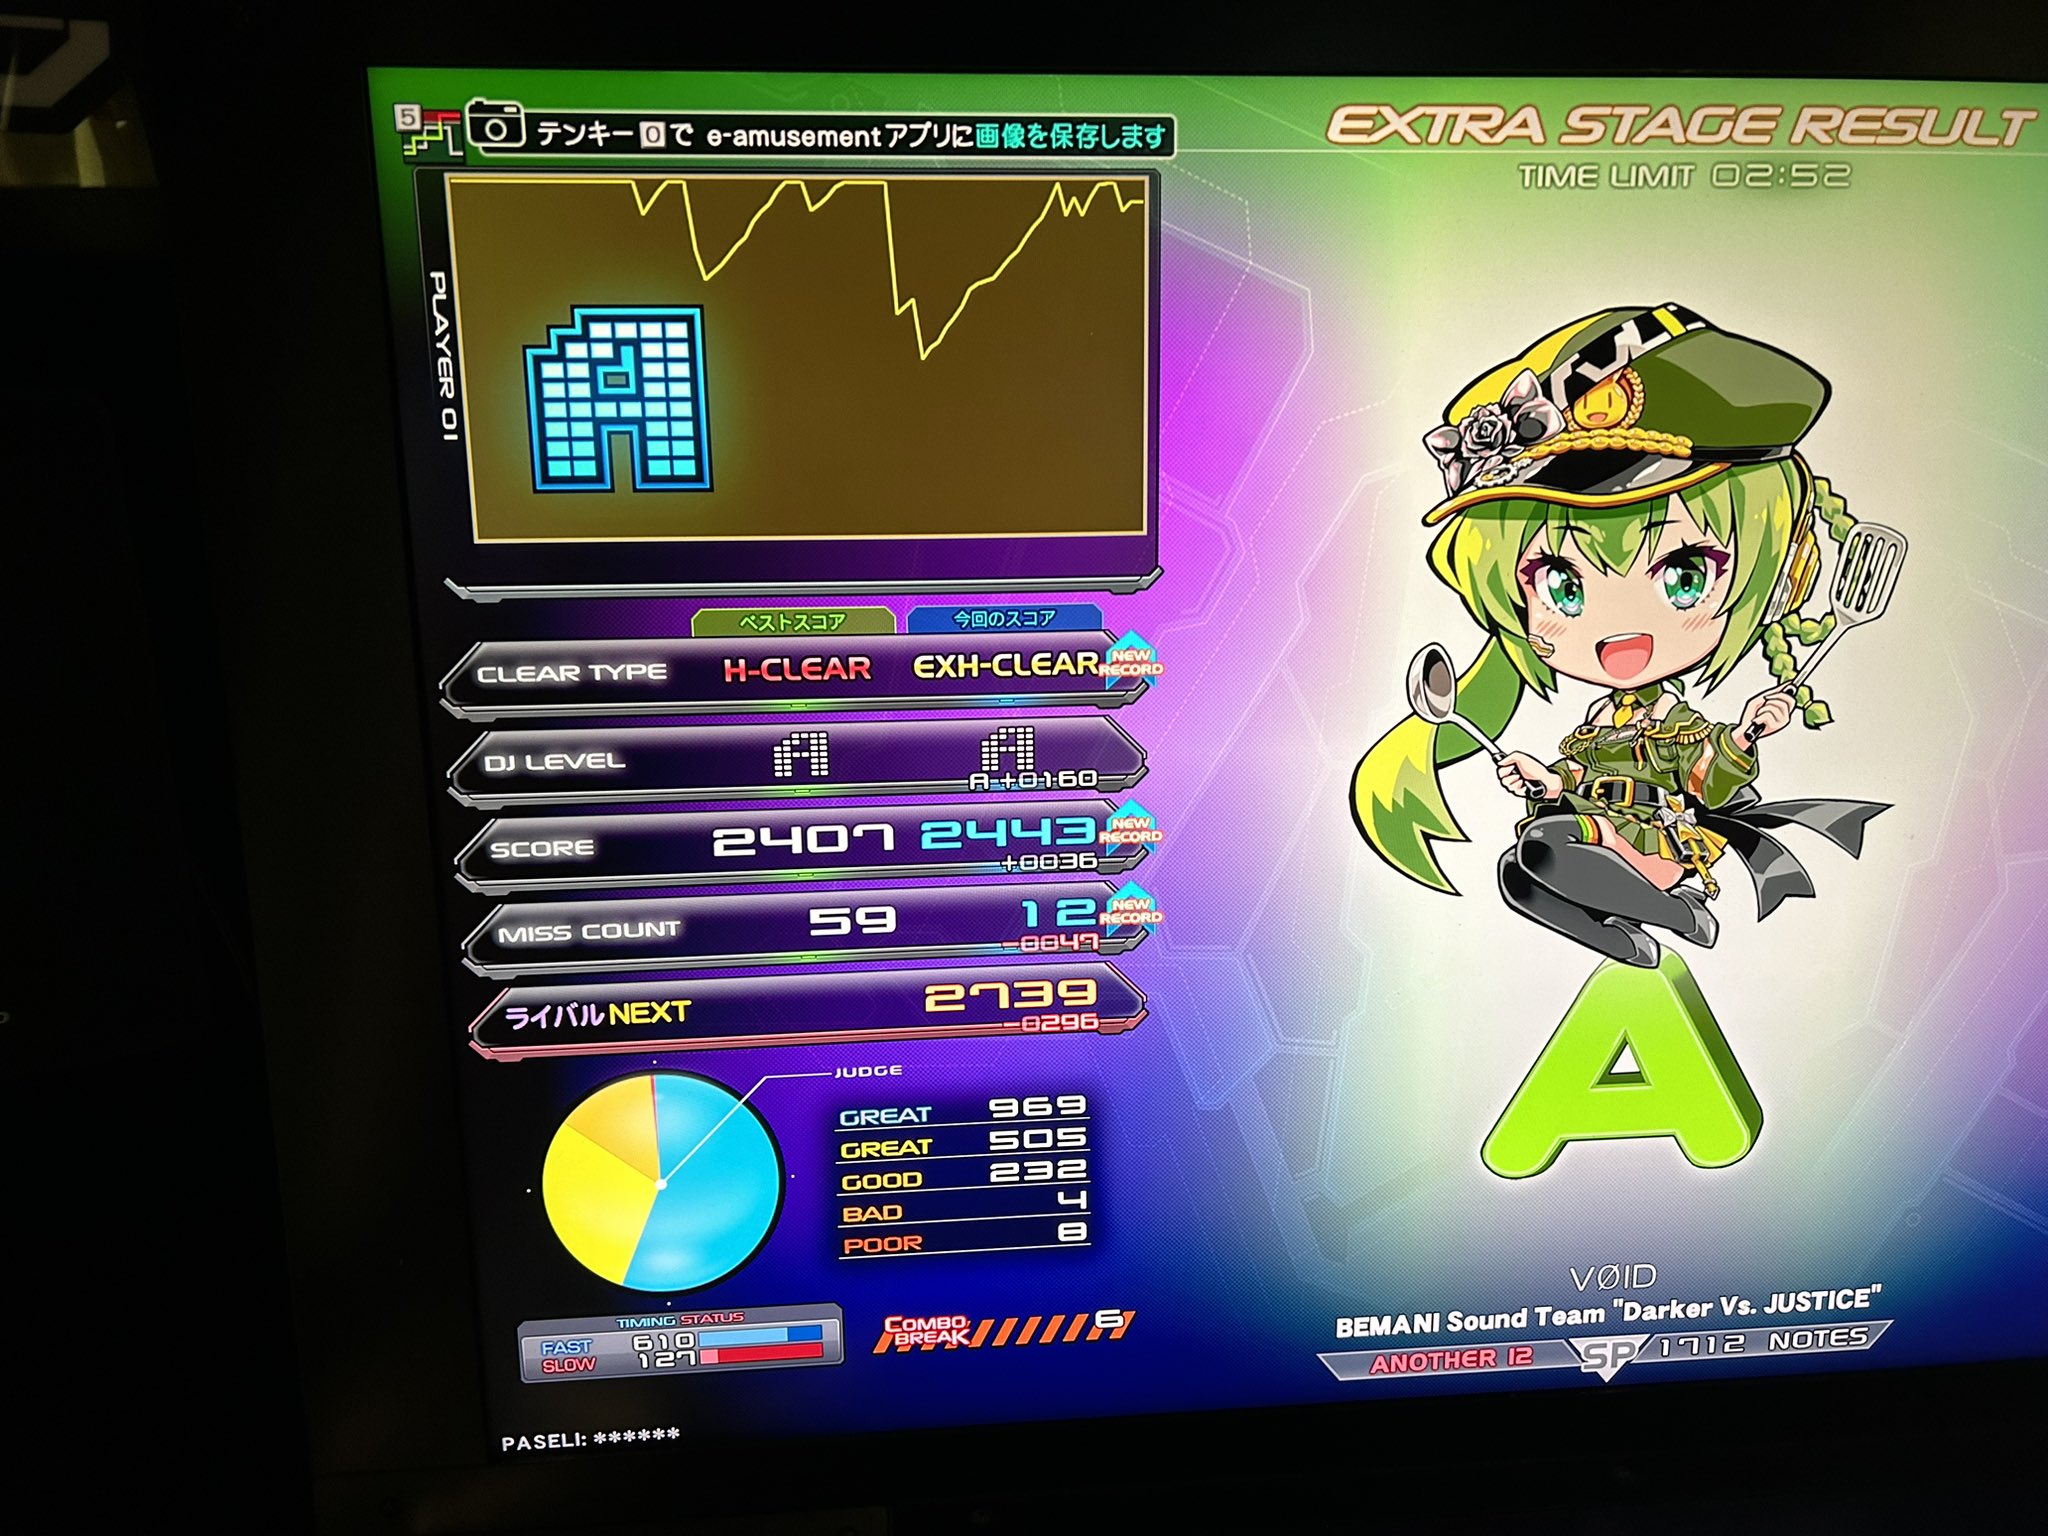 5
テンキー0で e-amusementアプリに画像を保存します
EXTRA STAGE RESULT
TIME LIMIT 02:52
PLAYER 01
A
ベストスコア 今回のスコア
CLEAR TYPE H-CLEAR EXH-CLEAR NEW RECORD
DJ LEVEL A A
A +0160
SCORE 2407 2443 NEW RECORD
+0036
MISS COUNT 59 12 NEW RECORD
-0047
ライバルNEXT 2739
-0296
JUDGE
GREAT 969
GREAT 505
GOOD 232
BAD 4
POOR 8
TIMING STATUS
FAST 610
SLOW 127
COMBO BREAK 6
A
VØID
BEMANI Sound Team "Darker Vs. JUSTICE"
ANOTHER 12 SP 1712 NOTES
PASELI: ******